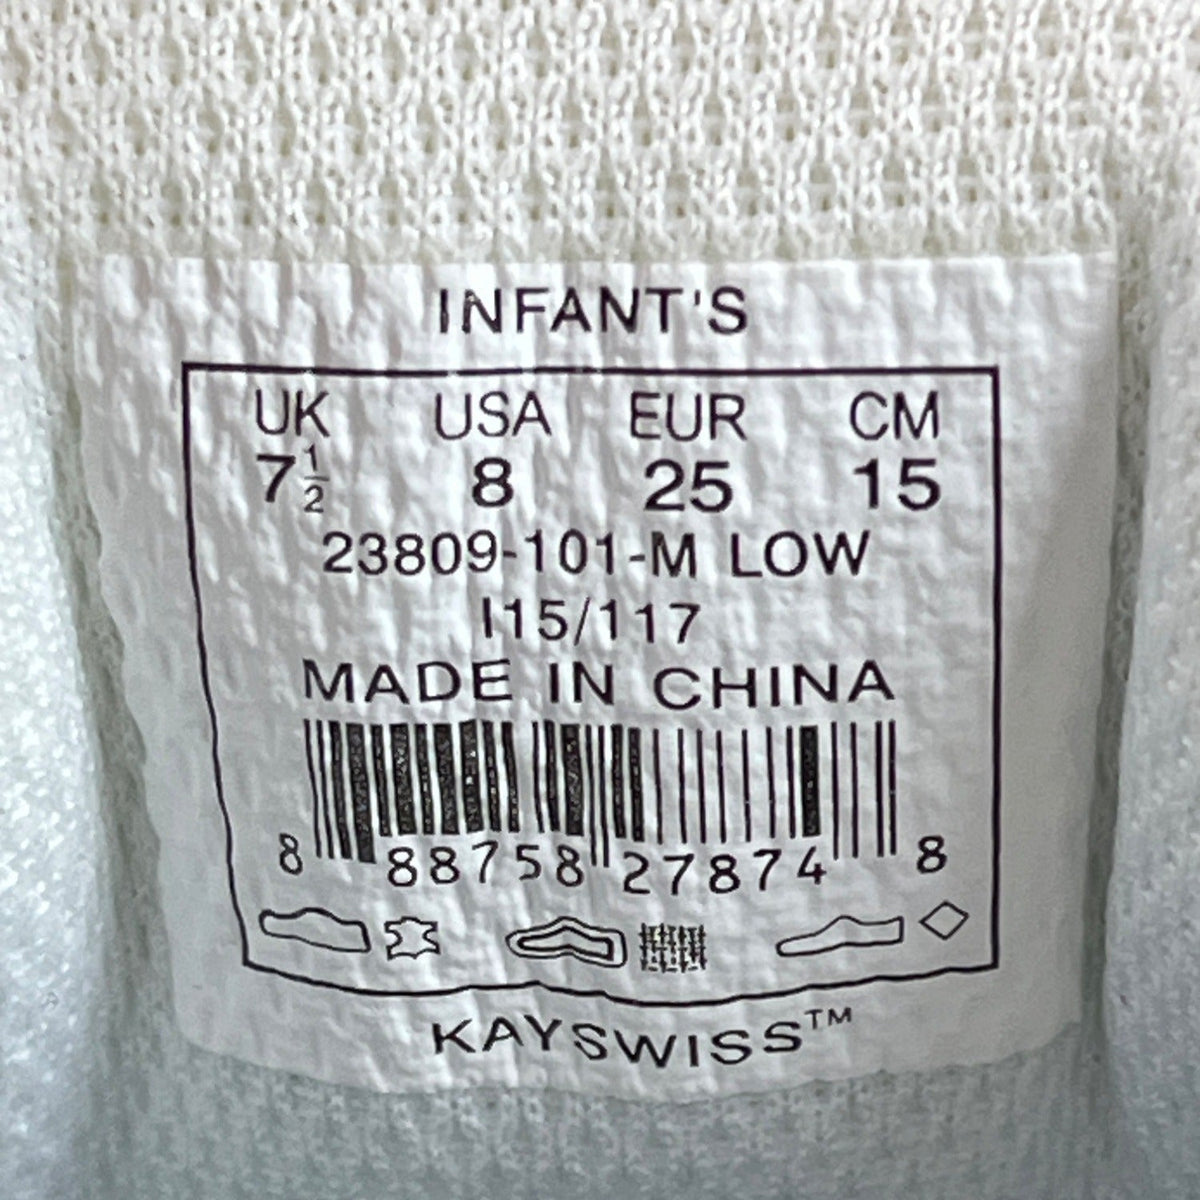 INFANT'S
UK USA EUR CM
7½ 8 25 15
23809-101-M LOW
I15/117
MADE IN CHINA
8 88758 27874 8
KAYSWISS™